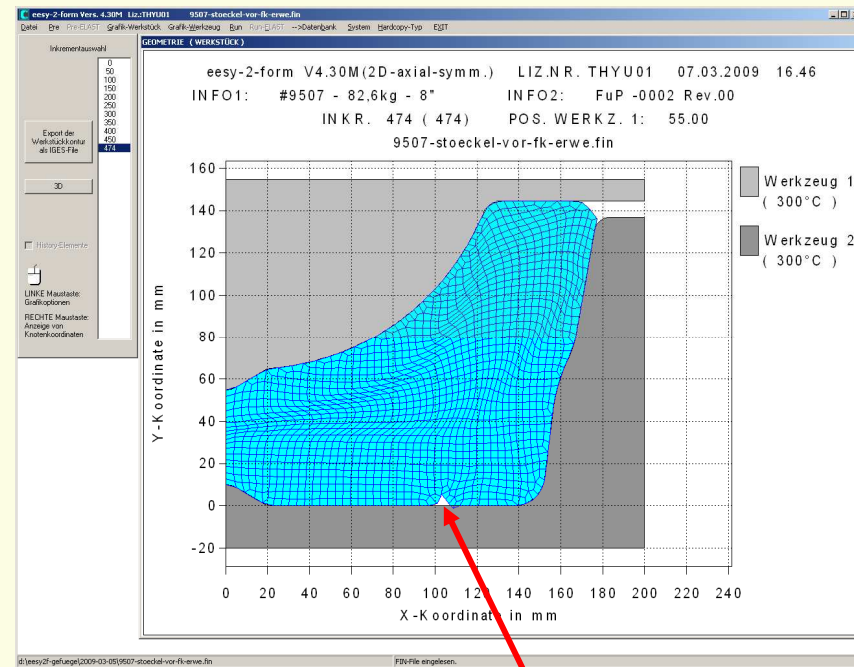 eesy-2-form Vers. 4.30M Liz.:THYU01 9507-stoeckel-vor-fk-erwe.fin
Datei Pre Pre-ELAST Grafik-Werkstück Grafik-Werkzeug Run Run-ELAST -->Datenbank System Hardcopy-Typ EXIT
Inkrementauswahl
0
50
100
150
200
250
300
350
400
450
474
Export der
Werkstückkontur
als IGES-File
3D
History-Elemente
LINKE Maustaste:
Grafikoptionen
RECHTE Maustaste:
Anzeige von
Knotenkoordinaten
GEOMETRIE (WERKSTÜCK)
eesy-2-form V4.30M(2D-axial-symm.) LIZ.NR. THYU01 07.03.2009 16.46
INFO1: #9507 - 82,6kg - 8" INFO2: FuP -0002 Rev.00
INKR. 474 ( 474) POS. WERKZ. 1: 55.00
9507-stoeckel-vor-fk-erwe.fin
160
140
120
100
80
60
40
20
0
-20
Y-Koordinate in mm
0 20 40 60 80 100 120 140 160 180 200 220 240
X-Koordinate in mm
Werkzeug 1
( 300°C )
Werkzeug 2
( 300°C )
d:\eesy2f-gefuege\2009-03-05\9507-stoeckel-vor-fk-erwe.fin FIN-File eingelesen.